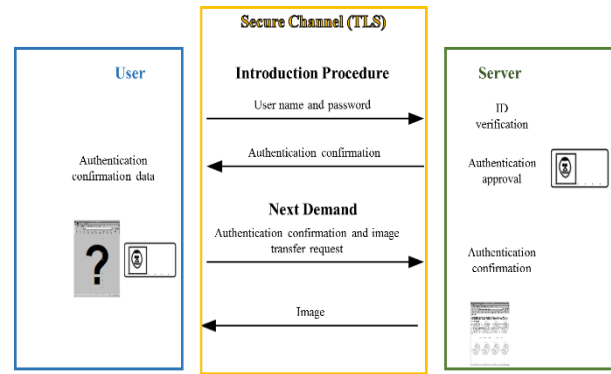 Secure Channel (TLS)
User
Introduction Procedure
Server
User name and password
ID
verification
Authentication confirmation
Authentication
confirmation data
Authentication
approval
Next Demand
Authentication confirmation and image
transfer request
?
Authentication
confirmation
Image